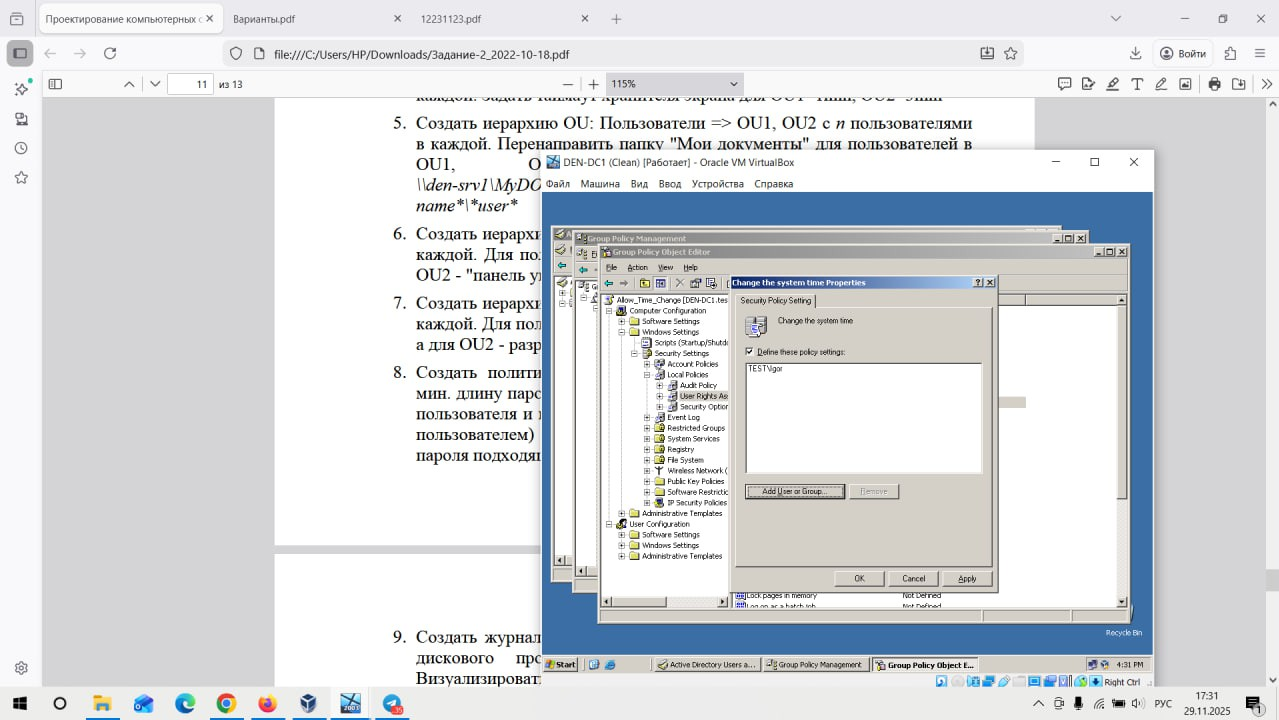 Проектирование компьютерных с
Варианты.pdf
12231123.pdf
file:///C:/Users/HP/Downloads/Задание-2_2022-10-18.pdf
Войти
11 из 13
115%
5. Создать иерархию OU: Пользователи => OU1, OU2 с n пользователями
в каждой. Перенаправить папку "Мои документы" для пользователей в
OU1, O
\\den-srv1\MyDO
name*\*user*
6. Создать иерархи
каждой. Для пол
OU2 - "панель у
7. Создать иерархи
каждой. Для пол
а для OU2 - разр
8. Создать полити
мин. длину паро
пользователя и
пользователем)
пароля подходя
9. Создать журнал
дискового про
Визуализироват
DEN-DC1 (Clean) [Работает] - Oracle VM VirtualBox
Файл Машина Вид Ввод Устройства Справка
Group Policy Management
Group Policy Object Editor
File Action View Help
Allow_Time_Change [DEN-DC1.tes
Computer Configuration
Software Settings
Windows Settings
Scripts (Startup/Shutdo
Security Settings
Account Policies
Local Policies
Audit Policy
User Rights As
Security Option
Event Log
Restricted Groups
System Services
Registry
File System
Wireless Network (
Public Key Policies
Software Restrictio
IP Security Policies
Administrative Templates
User Configuration
Software Settings
Windows Settings
Administrative Templates
Change the system time Properties
Security Policy Setting
Change the system time
Define these policy settings:
TEST\Igor
Add User or Group...
Remove
OK Cancel Apply
Lock pages in memory Not Defined
Log on as a batch job Not Defined
Recycle Bin
Start
Active Directory Users a...
Group Policy Management
Group Policy Object E...
4:31 PM
Right Ctrl
РУС
17:31
29.11.2025